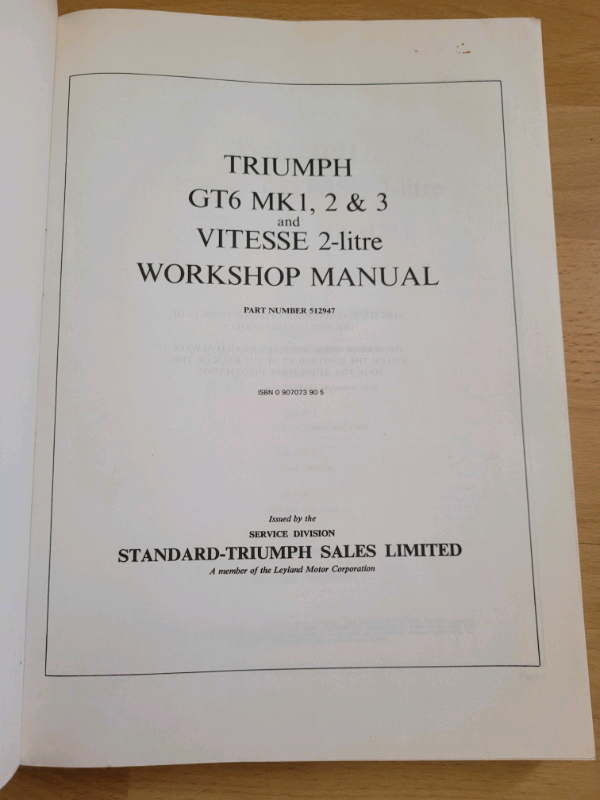 TRIUMPH
GT6 MK1, 2 & 3
and
VITESSE 2-litre
WORKSHOP MANUAL
PART NUMBER 512947
ISBN 0 907073 90 5
Issued by the
SERVICE DIVISION
STANDARD-TRIUMPH SALES LIMITED
A member of the Leyland Motor Corporation